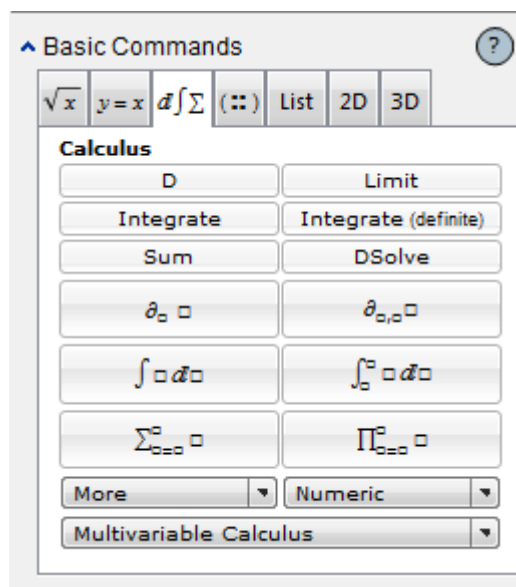 Basic Commands ?
√x y=x d∫Σ (∷) List 2D 3D
Calculus
D Limit
Integrate Integrate (definite)
Sum DSolve
∂□ □ ∂□,□ □
∫□ d□ ∫□□ □ d□
Σ□□=□ □ Π□□=□ □
More Numeric
Multivariable Calculus